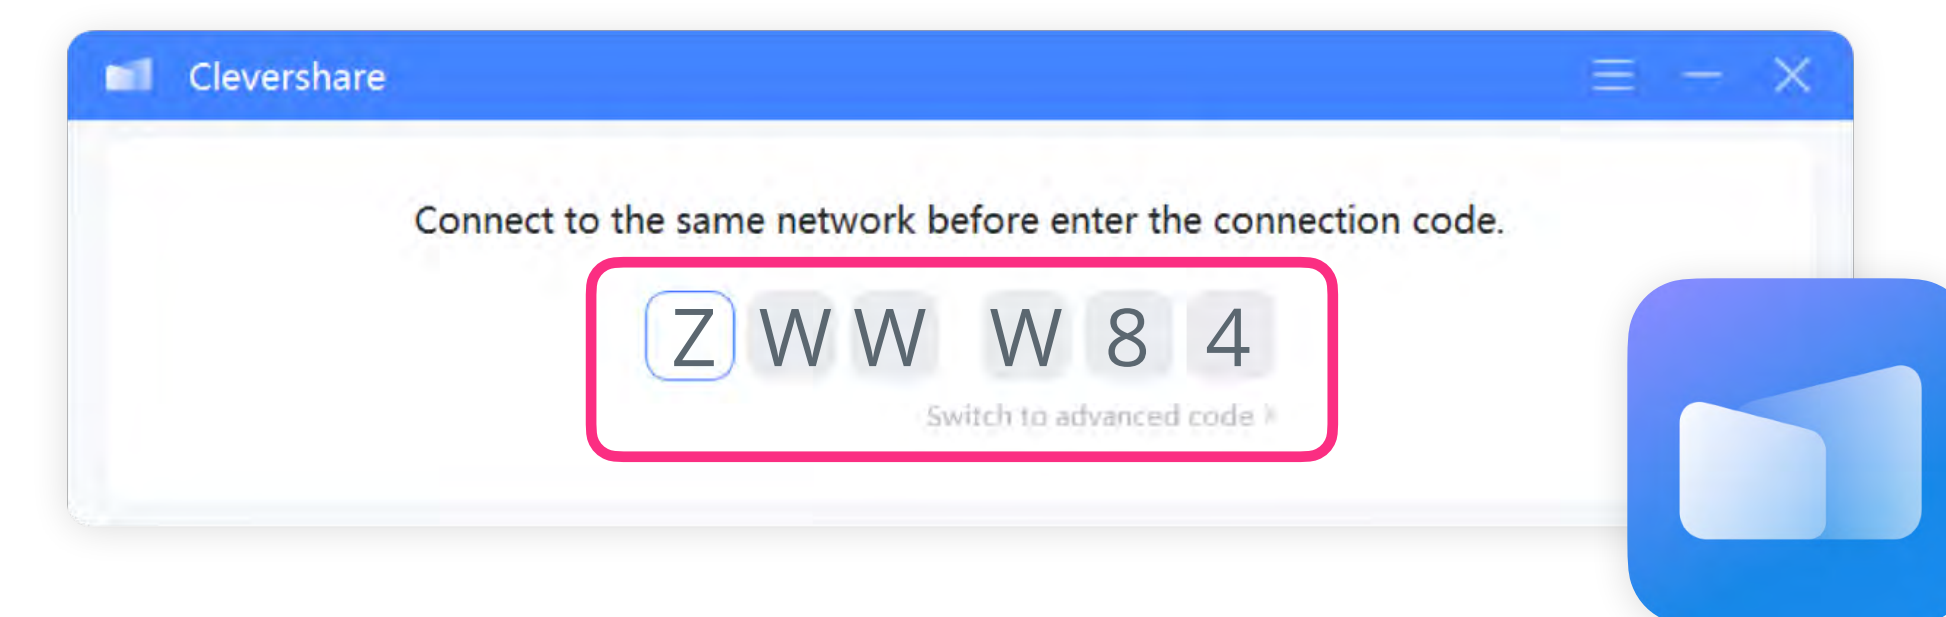 Clevershare
Connect to the same network before enter the connection code.
Z W W W 8 4
Switch to advanced code >